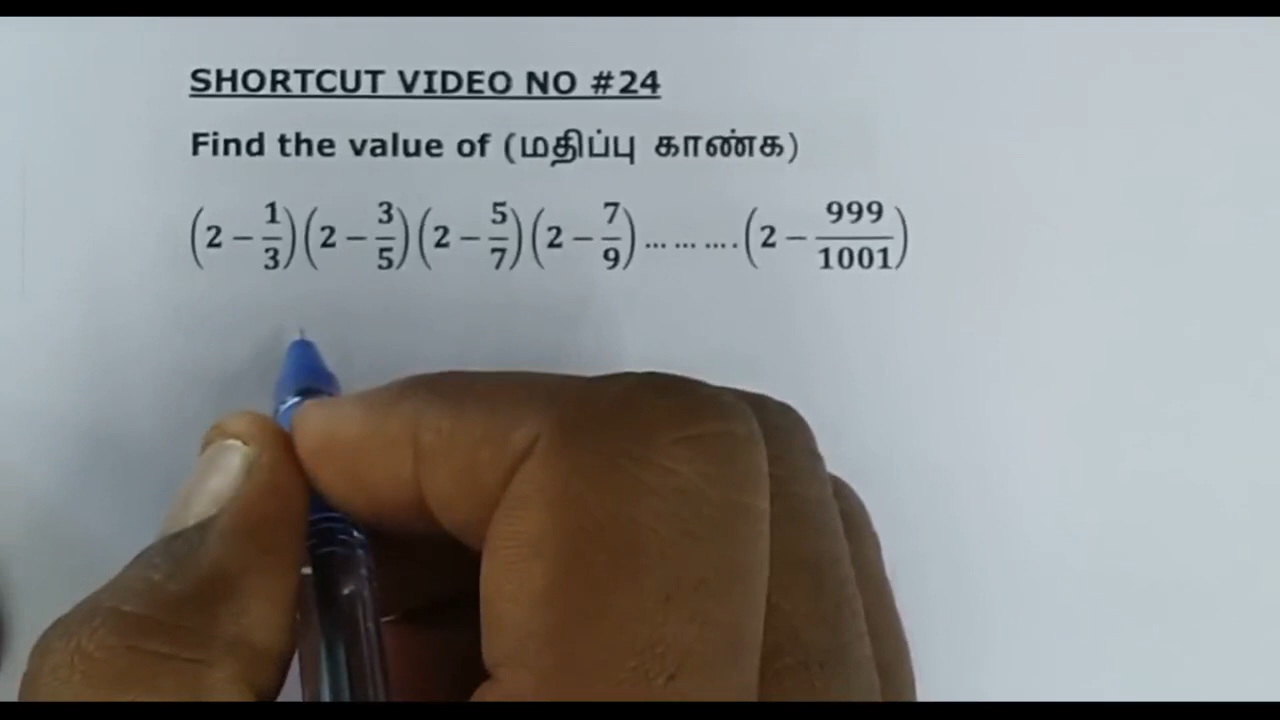 SHORTCUT VIDEO NO #24
Find the value of (மதிப்பு காண்க)
(2 − 1/3)(2 − 3/5)(2 − 5/7)(2 − 7/9) ... ... ... . (2 − 999/1001)